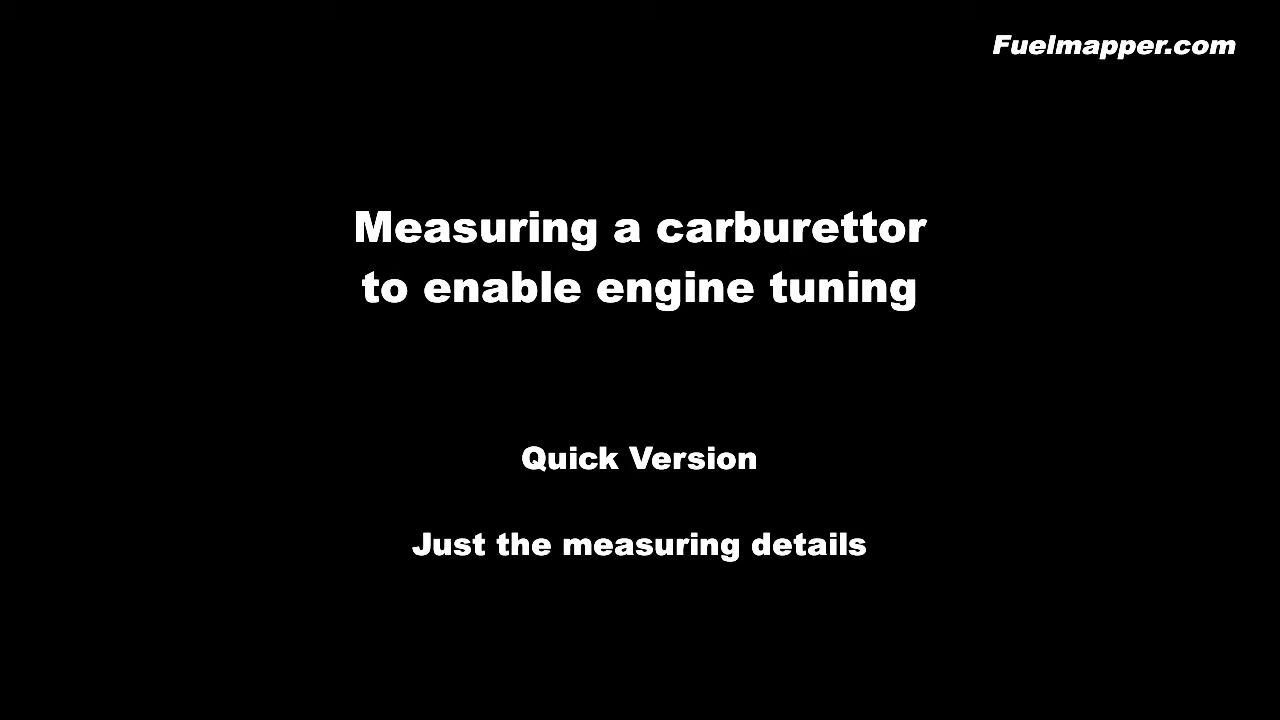 Fuelmapper.com
Measuring a carburettor
to enable engine tuning
Quick Version
Just the measuring details